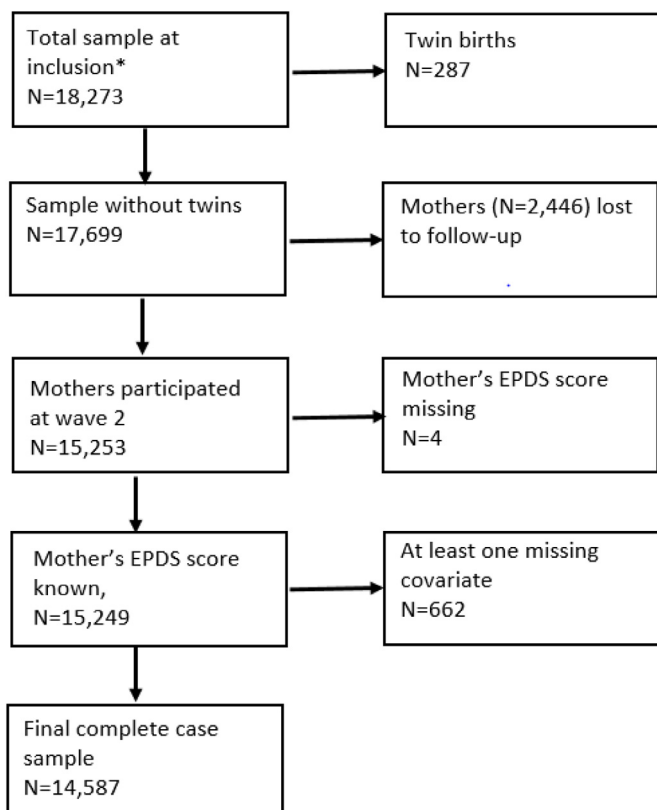 Total sample at
inclusion*
N=18,273
Twin births
N=287
Sample without twins
N=17,699
Mothers (N=2,446) lost
to follow-up
Mothers participated
at wave 2
N=15,253
Mother’s EPDS score
missing
N=4
Mother’s EPDS score
known,
N=15,249
At least one missing
covariate
N=662
Final complete case
sample
N=14,587